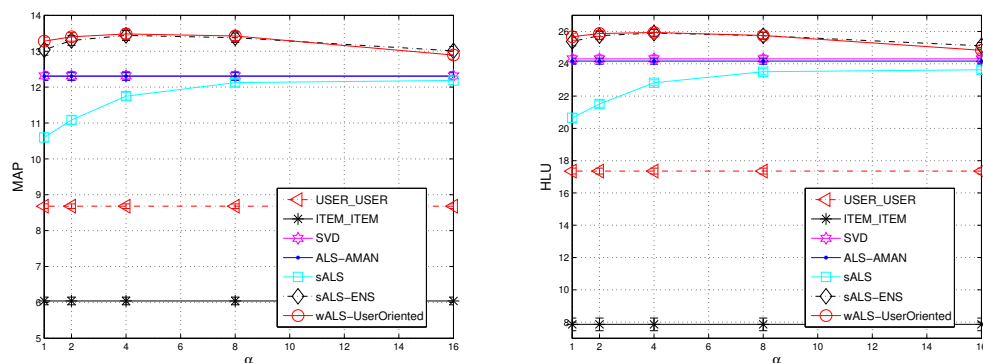 14
13
12
11
10
9
8
7
6
5
MAP
1 2 4 6 8 10 12 14 16
α
USER_USER
ITEM_ITEM
SVD
ALS-AMAN
sALS
sALS-ENS
wALS-UserOriented
26
24
22
20
18
16
14
12
10
8
HLU
1 2 4 6 8 10 12 14 16
α
USER_USER
ITEM_ITEM
SVD
ALS-AMAN
sALS
sALS-ENS
wALS-UserOriented